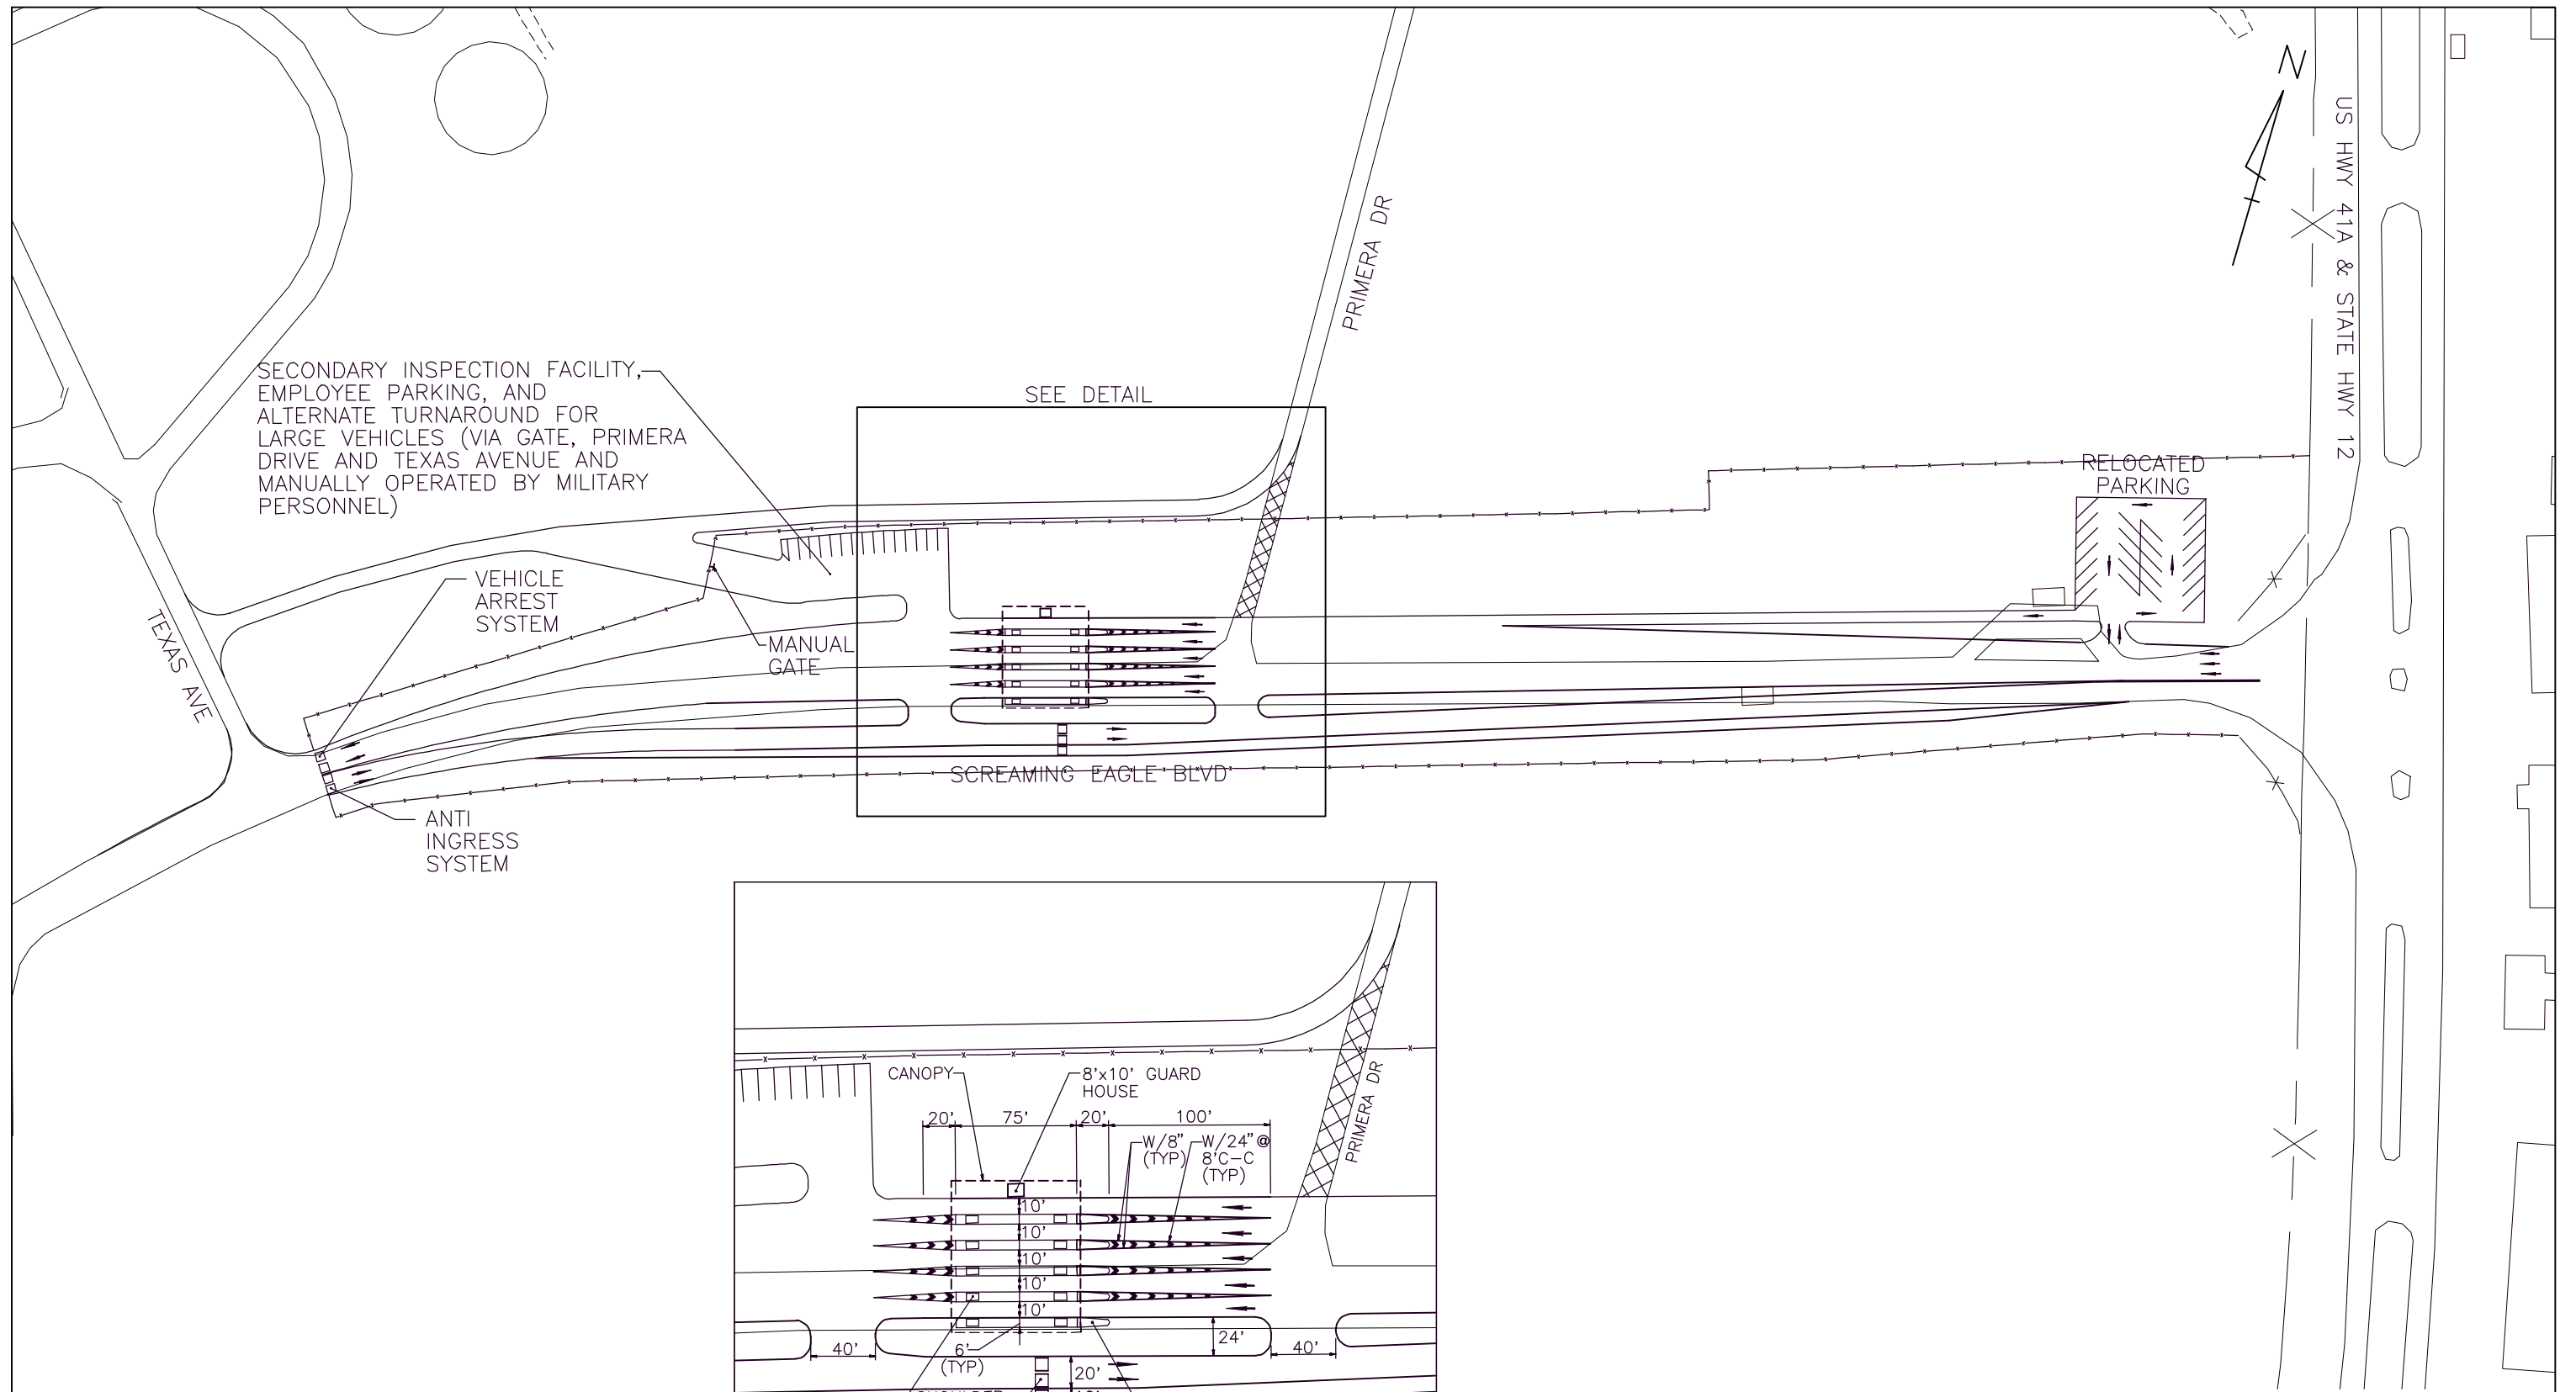 N
US HWY 41A & STATE HWY 12
PRIMERA DR
SECONDARY INSPECTION FACILITY,
EMPLOYEE PARKING, AND
ALTERNATE TURNAROUND FOR
LARGE VEHICLES (VIA GATE, PRIMERA
DRIVE AND TEXAS AVENUE AND
MANUALLY OPERATED BY MILITARY
PERSONNEL)
SEE DETAIL
RELOCATED
PARKING
VEHICLE
ARREST
SYSTEM
TEXAS AVE
MANUAL
GATE
SCREAMING EAGLE BLVD
ANTI
INGRESS
SYSTEM
CANOPY
8'x10' GUARD
HOUSE
PRIMERA DR
20'
75'
20'
100'
W/8"
(TYP)
W/24"@
8'C-C
(TYP)
10'
10'
10'
10'
10'
24'
40'
6'
(TYP)
40'
20'